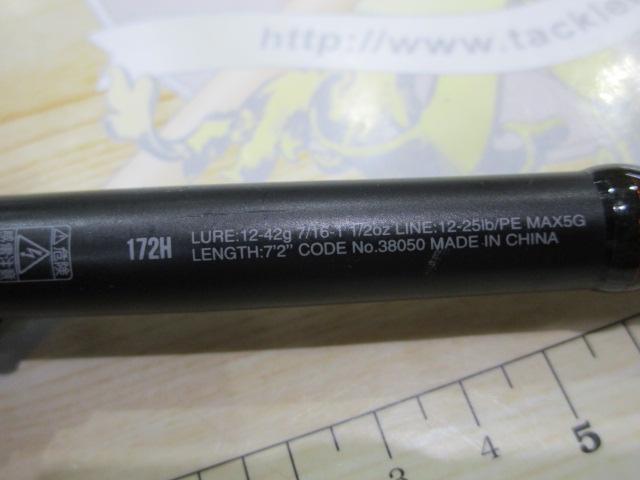 http://www.tackle
172H
LURE:12-42g 7/16-1 1/2oz LINE:12-25lb/PE MAX5G
LENGTH:7'2" CODE No.38050 MADE IN CHINA
危険
3
4
5